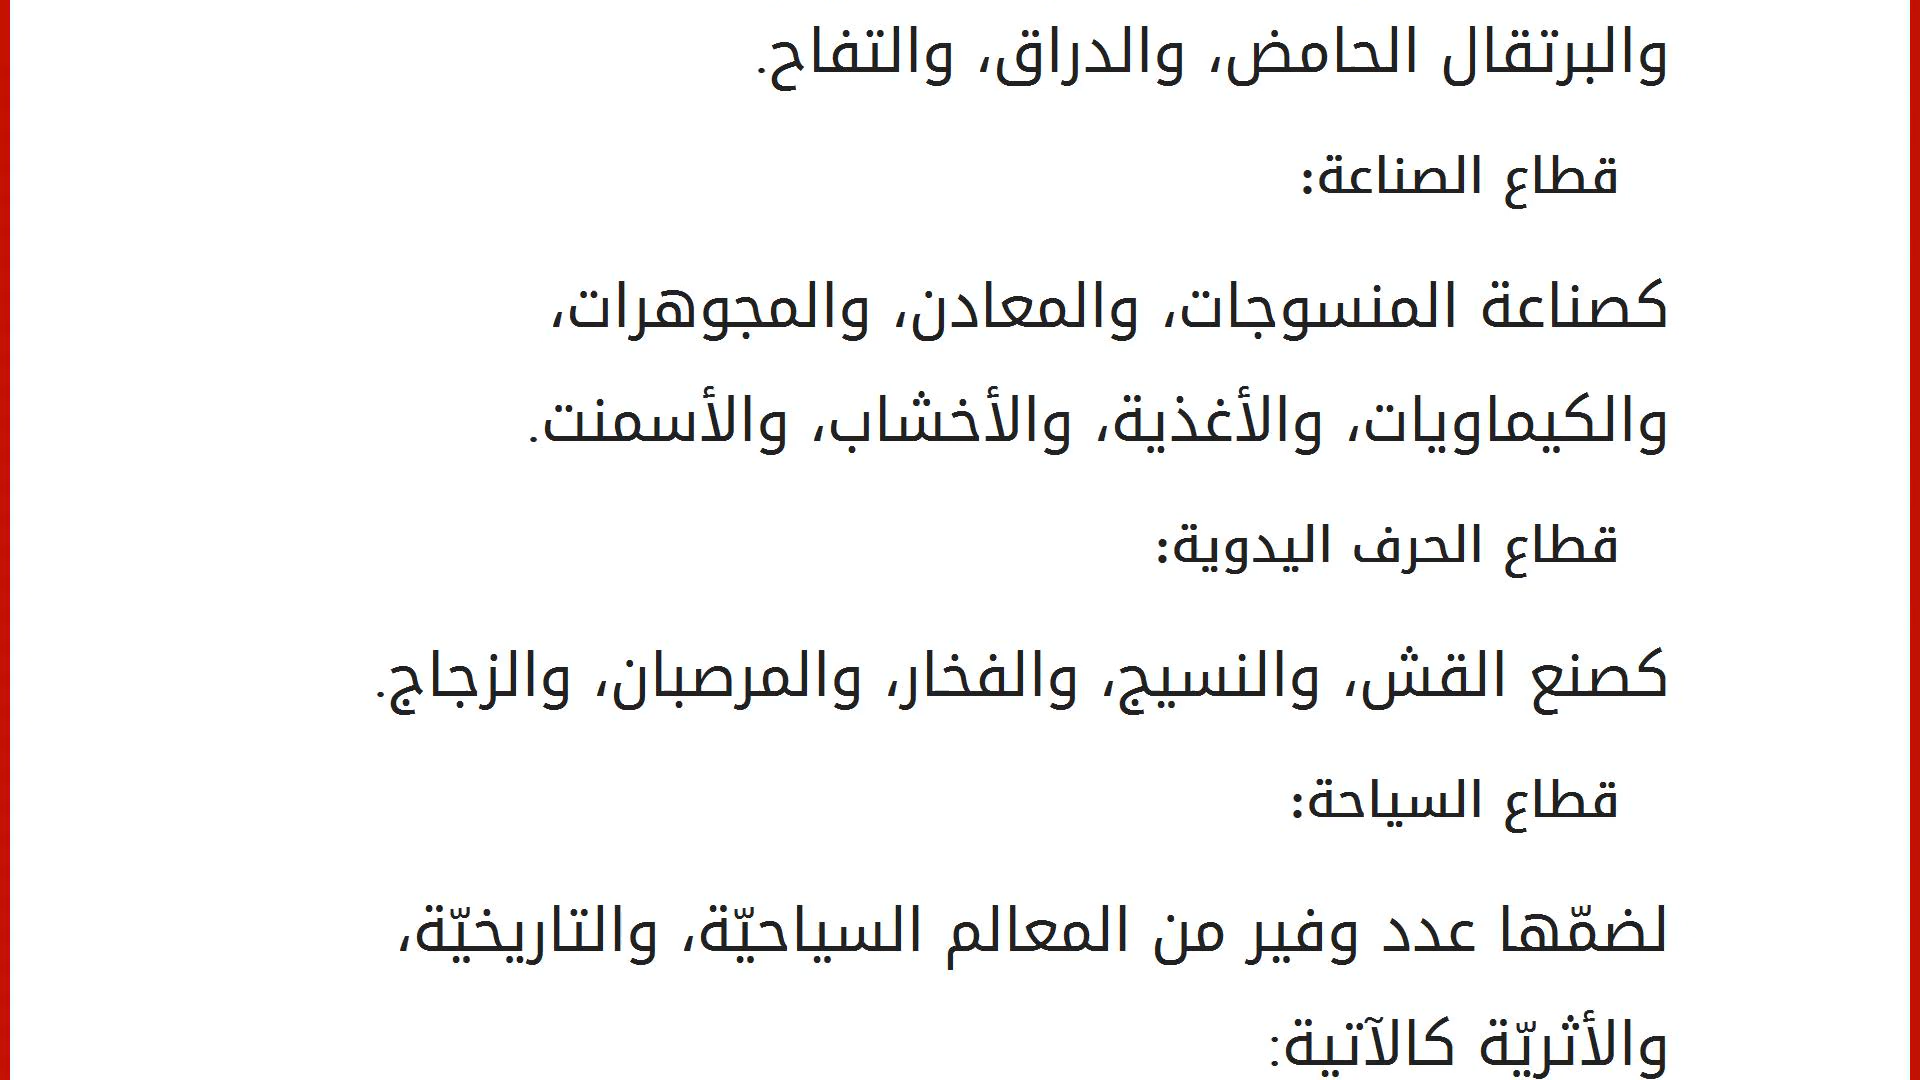 والبرتقال الحامض، والدراق، والتفاح.
قطاع الصناعة:
كصناعة المنسوجات، والمعادن، والمجوهرات،
والكيماويات، والأغذية، والأخشاب، والأسمنت.
قطاع الحرف اليدوية:
كصنع القش، والنسيج، والفخار، والمرصبان، والزجاج.
قطاع السياحة:
لضمّها عدد وفير من المعالم السياحيّة، والتاريخيّة،
والأثريّة كالآتية: